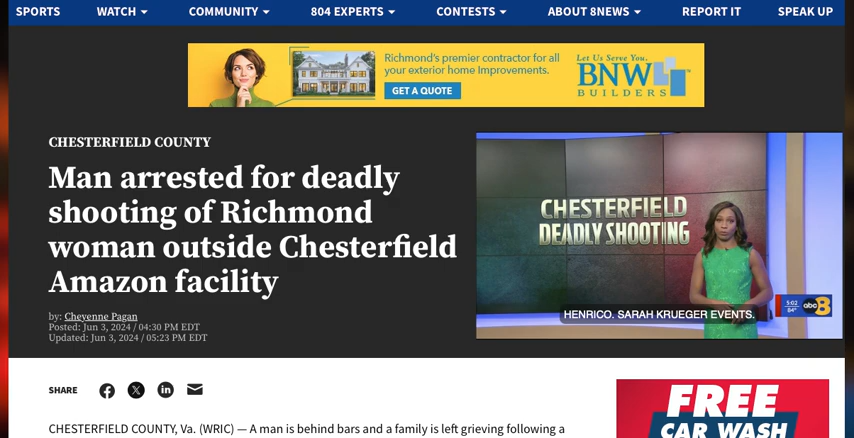 SPORTS WATCH COMMUNITY 804 EXPERTS CONTESTS ABOUT 8NEWS REPORT IT SPEAK UP
Richmond's premier contractor for all
your exterior home Improvements.
GET A QUOTE
Let Us Serve You.
BNW
BUILDERS
CHESTERFIELD COUNTY
Man arrested for deadly
shooting of Richmond
woman outside Chesterfield
Amazon facility
by: Cheyenne Pagan
Posted: Jun 3, 2024 / 04:30 PM EDT
Updated: Jun 3, 2024 / 05:23 PM EDT
CHESTERFIELD
DEADLY SHOOTING
HENRICO. SARAH KRUEGER EVENTS.
5:02
84°
abc 8
SHARE
FREE
CAR WASH
CHESTERFIELD COUNTY, Va. (WRIC) — A man is behind bars and a family is left grieving following a